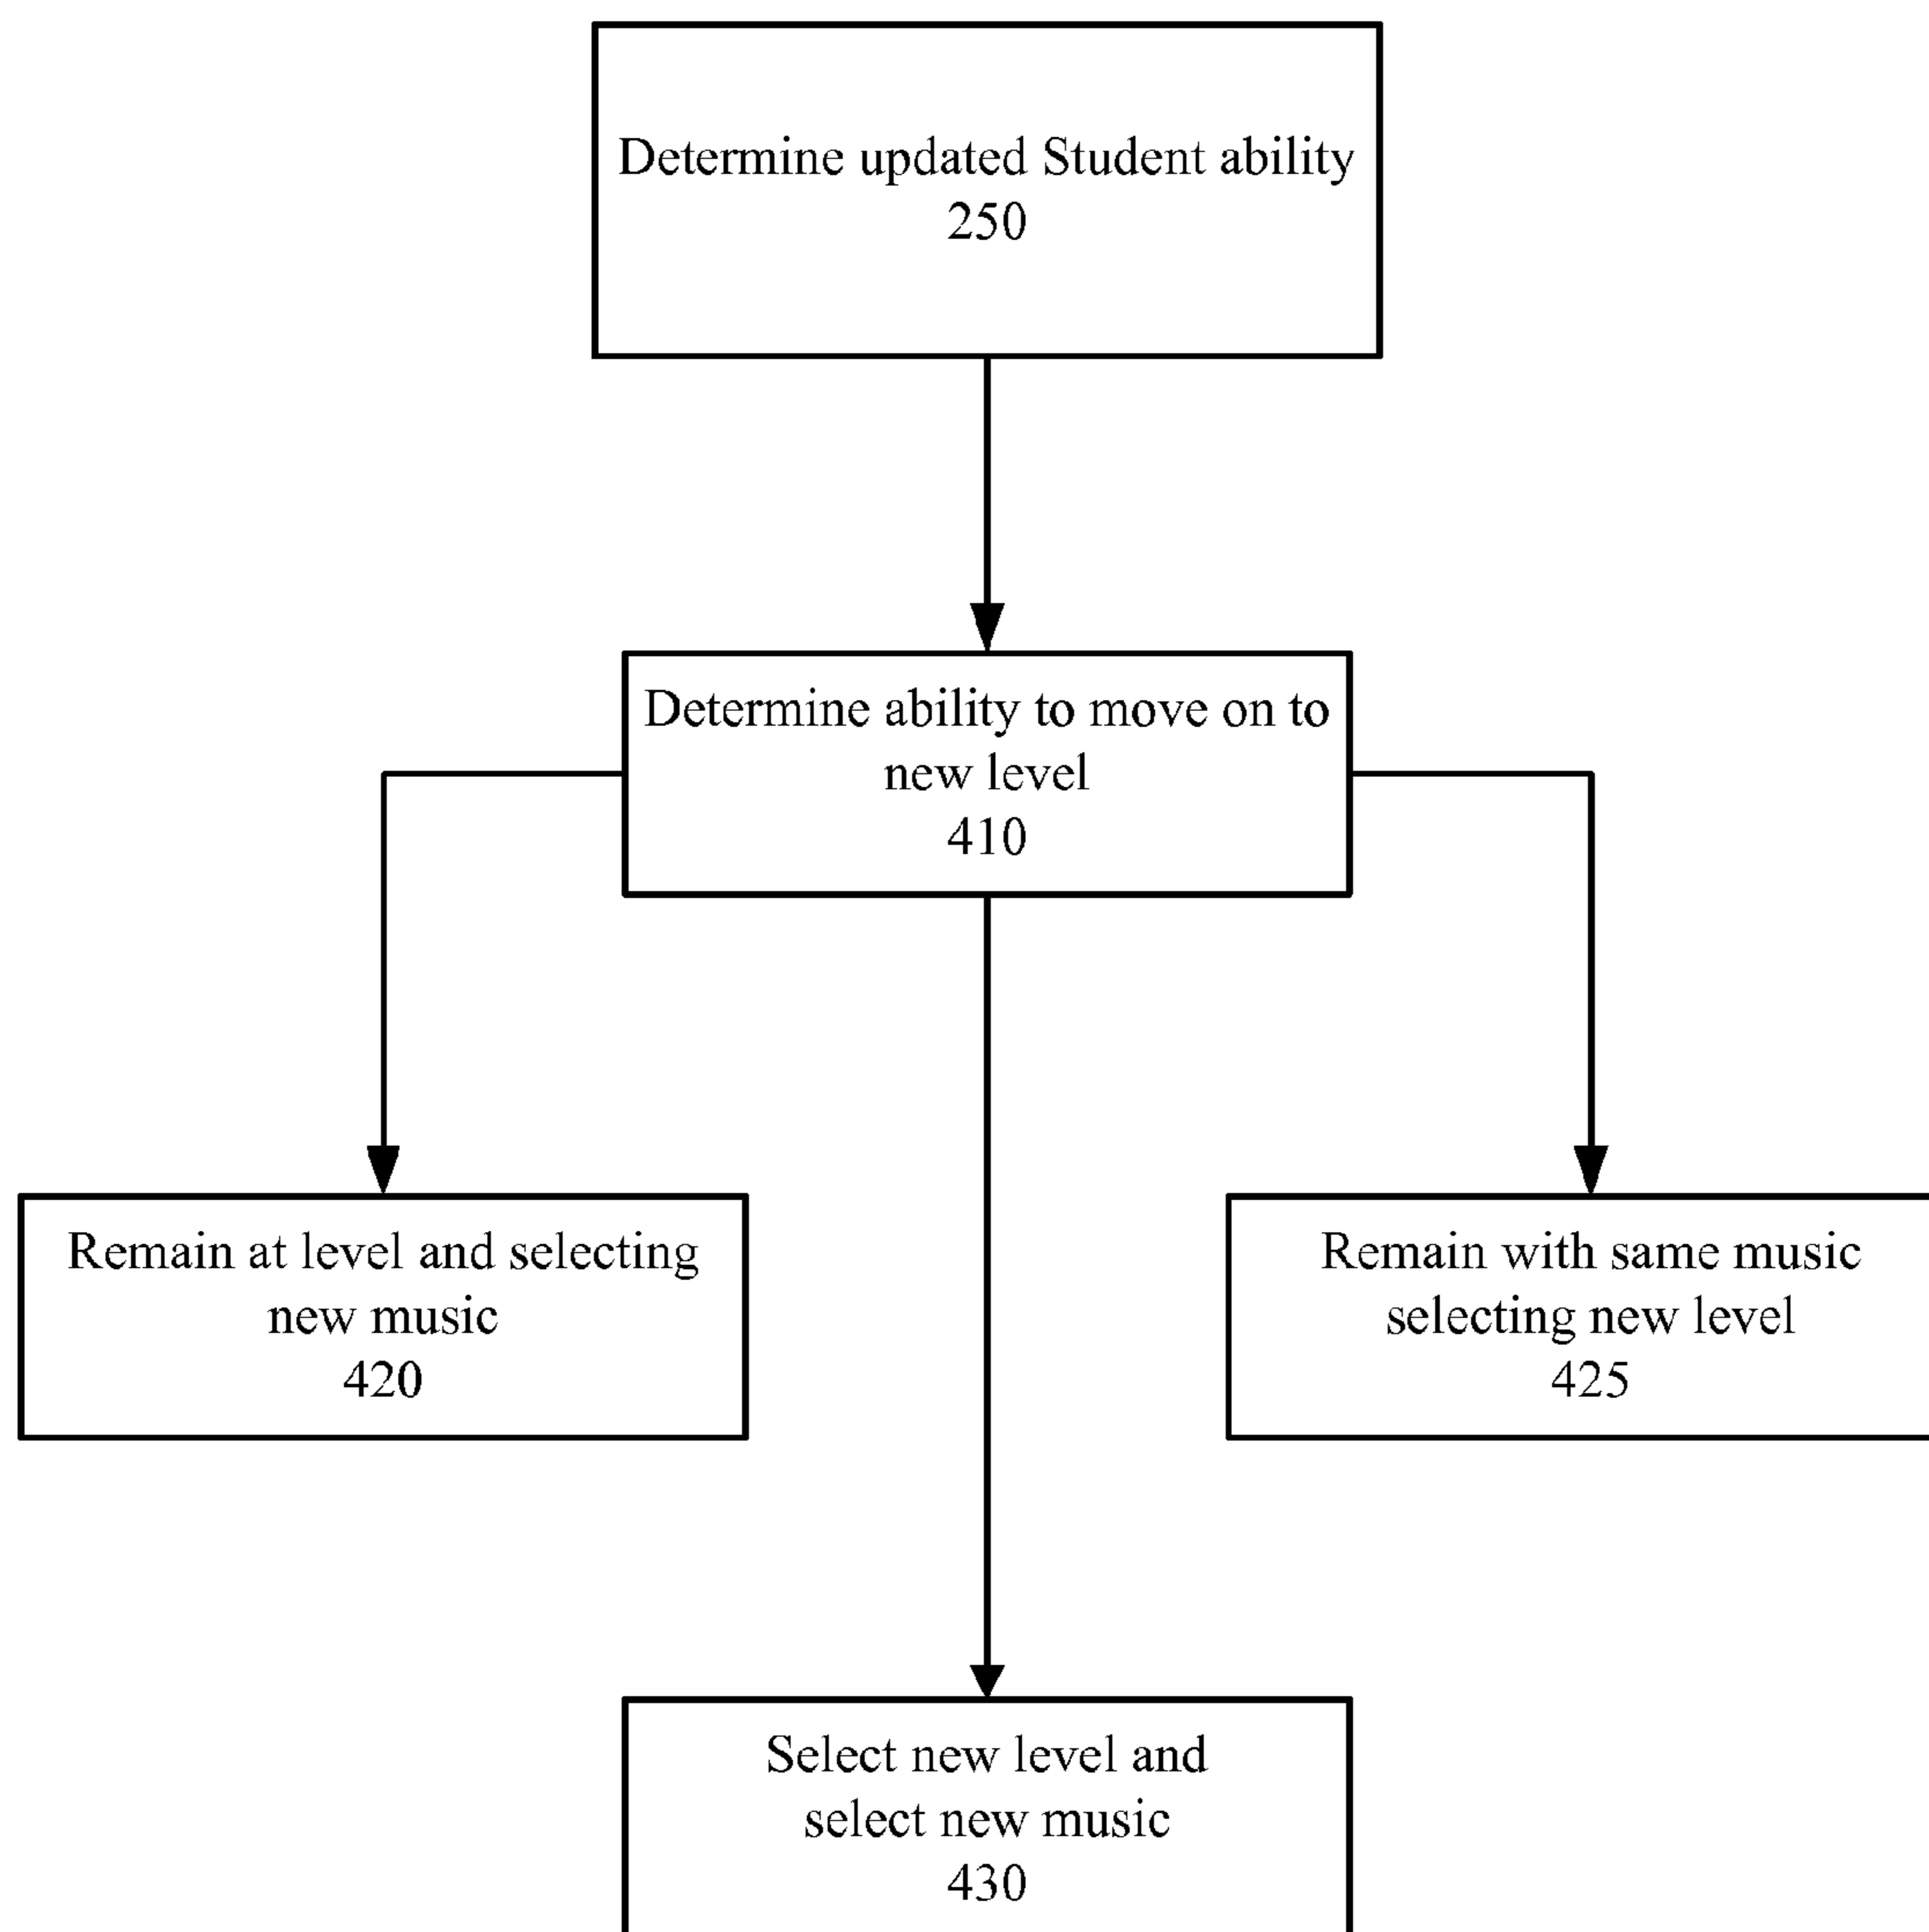 Determine updated Student ability
250
Determine ability to move on to
new level
410
Remain at level and selecting
new music
420
Remain with same music
selecting new level
425
Select new level and
select new music
430